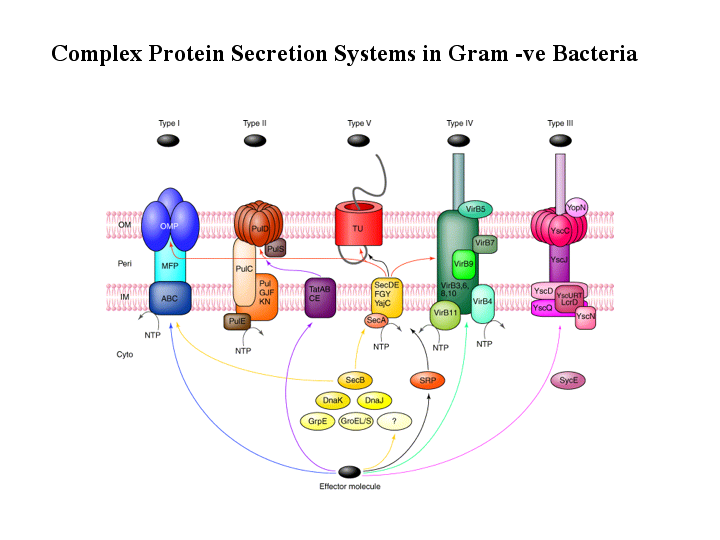 Complex Protein Secretion Systems in Gram -ve Bacteria
Type I
Type II
Type V
Type IV
Type III
OM
OMP
PulD
PulS
TU
VirB5
VirB7
YopN
YscC
Peri
MFP
PulC
VirB9
YscJ
IM
ABC
Pul
GJF
KN
PulE
TatAB
CE
SecDE
FGY
YajC
SecA
VirB3,6,
8,10
VirB4
VirB11
YscD
YscURT
LcrD
YscQ
YscN
NTP
NTP
NTP
NTP
NTP
Cyto
SecB
SRP
SycE
DnaK
DnaJ
GrpE
GroEL/S
?
Effector molecule